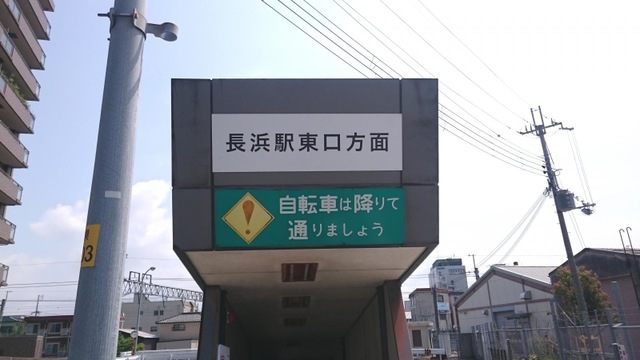 長浜駅東口方面
自転車は降りて
通りましょう